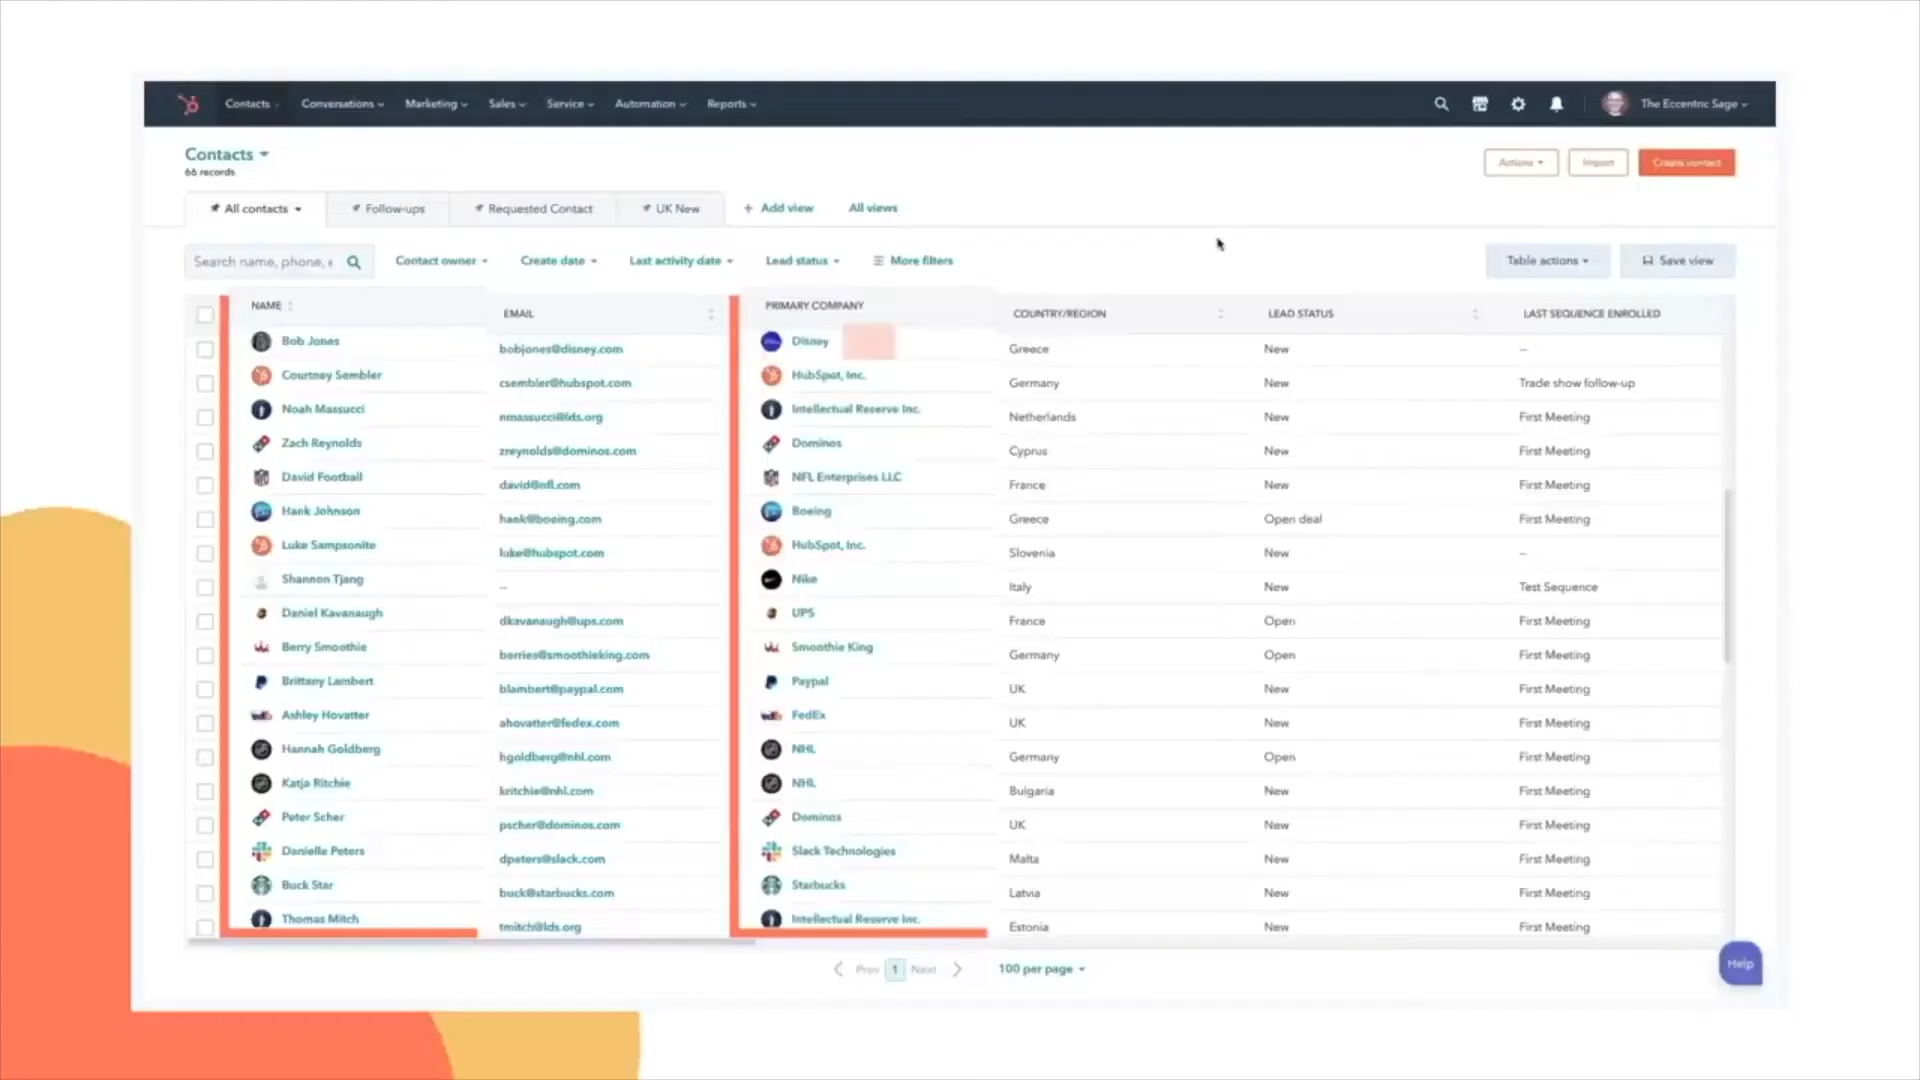 Contacts Conversations Marketing Sales Service Automation Reports The Eccentric Sage
Contacts
66 records
Actions Import Create contact
All contacts Follow-ups Requested Contact UK New + Add view All views
Search name, phone, e Contact owner Create date Last activity date Lead status More filters Table actions Save view
NAME EMAIL PRIMARY COMPANY COUNTRY/REGION LEAD STATUS LAST SEQUENCE ENROLLED
Bob Jones bobjones@disney.com Disney Greece New --
Courtney Sembler csembler@hubspot.com HubSpot, Inc. Germany New Trade show follow-up
Noah Massucci nmassucci@lds.org Intellectual Reserve Inc. Netherlands New First Meeting
Zach Reynolds zreynolds@dominos.com Dominos Cyprus New First Meeting
David Football david@nfl.com NFL Enterprises LLC France New First Meeting
Hank Johnson hank@boeing.com Boeing Greece Open deal First Meeting
Luke Sampsonite luke@hubspot.com HubSpot, Inc. Slovenia New --
Shannon Tjang -- Nike Italy New Test Sequence
Daniel Kavanaugh dkavanaugh@ups.com UPS France Open First Meeting
Berry Smoothie berries@smoothieking.com Smoothie King Germany Open First Meeting
Brittany Lambert blambert@paypal.com Paypal UK New First Meeting
Ashley Hovatter ahovatter@fedex.com FedEx UK New First Meeting
Hannah Goldberg hgoldberg@nhl.com NHL Germany Open First Meeting
Katja Ritchie kritchie@nhl.com NHL Bulgaria New First Meeting
Peter Scher pscher@dominos.com Dominos UK New First Meeting
Danielle Peters dpeters@slack.com Slack Technologies Malta New First Meeting
Buck Star buck@starbucks.com Starbucks Latvia New First Meeting
Thomas Mitch tmitch@lds.org Intellectual Reserve Inc. Estonia New First Meeting
Prev 1 Next 100 per page
Help